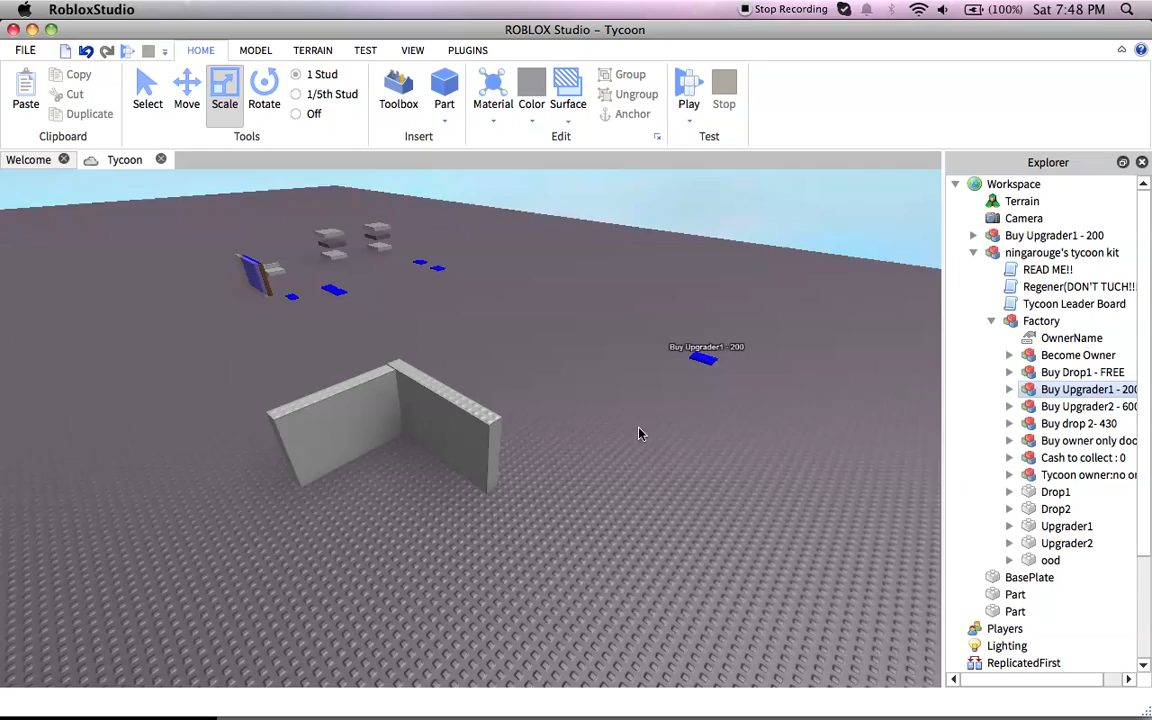 RobloxStudio
Stop Recording
(100%)
Sat 7:48 PM
ROBLOX Studio – Tycoon
FILE
HOME
MODEL
TERRAIN
TEST
VIEW
PLUGINS
Paste
Copy
Cut
Duplicate
Clipboard
Select
Move
Scale
Rotate
1 Stud
1/5th Stud
Off
Tools
Toolbox
Part
Insert
Material
Color
Surface
Group
Ungroup
Anchor
Edit
Play
Stop
Test
Welcome
Tycoon
Buy Upgrader1 - 200
Explorer
Workspace
Terrain
Camera
Buy Upgrader1 - 200
ningarouge's tycoon kit
READ ME!!
Regener(DON'T TUCH!!!
Tycoon Leader Board
Factory
OwnerName
Become Owner
Buy Drop1 - FREE
Buy Upgrader1 - 200
Buy Upgrader2 - 600
Buy drop 2- 430
Buy owner only doo
Cash to collect : 0
Tycoon owner:no o
Drop1
Drop2
Upgrader1
Upgrader2
ood
BasePlate
Part
Part
Players
Lighting
ReplicatedFirst